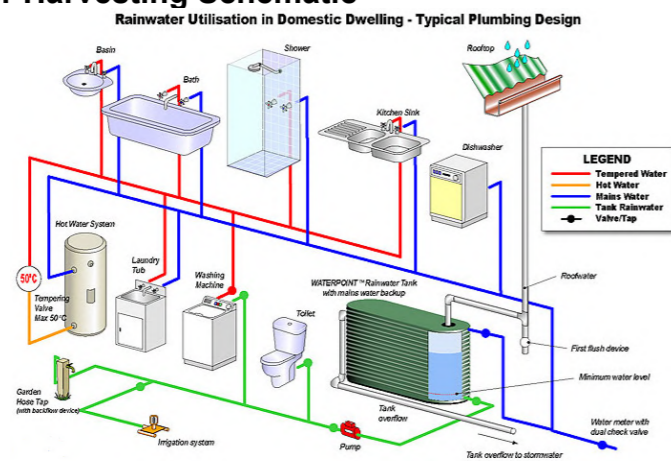 Rainwater Utilisation in Domestic Dwelling - Typical Plumbing Design
Basin
Bath
Shower
Kitchen Sink
Dishwasher
Rooftop
LEGEND
Tempered Water
Hot Water
Mains Water
Tank Rainwater
Valve/Tap
Hot Water System
50°C
Tempering
Valve
Max 50°C
Laundry
Tub
Washing
Machine
Toilet
WATERPOINT™ Rainwater Tank
with mains water backup
Roofwater
First flush device
Minimum water level
Garden
Hose Tap
(with backflow device)
Irrigation system
Pump
Tank
overflow
Tank overflow to stormwater
Water meter with
dual check valve